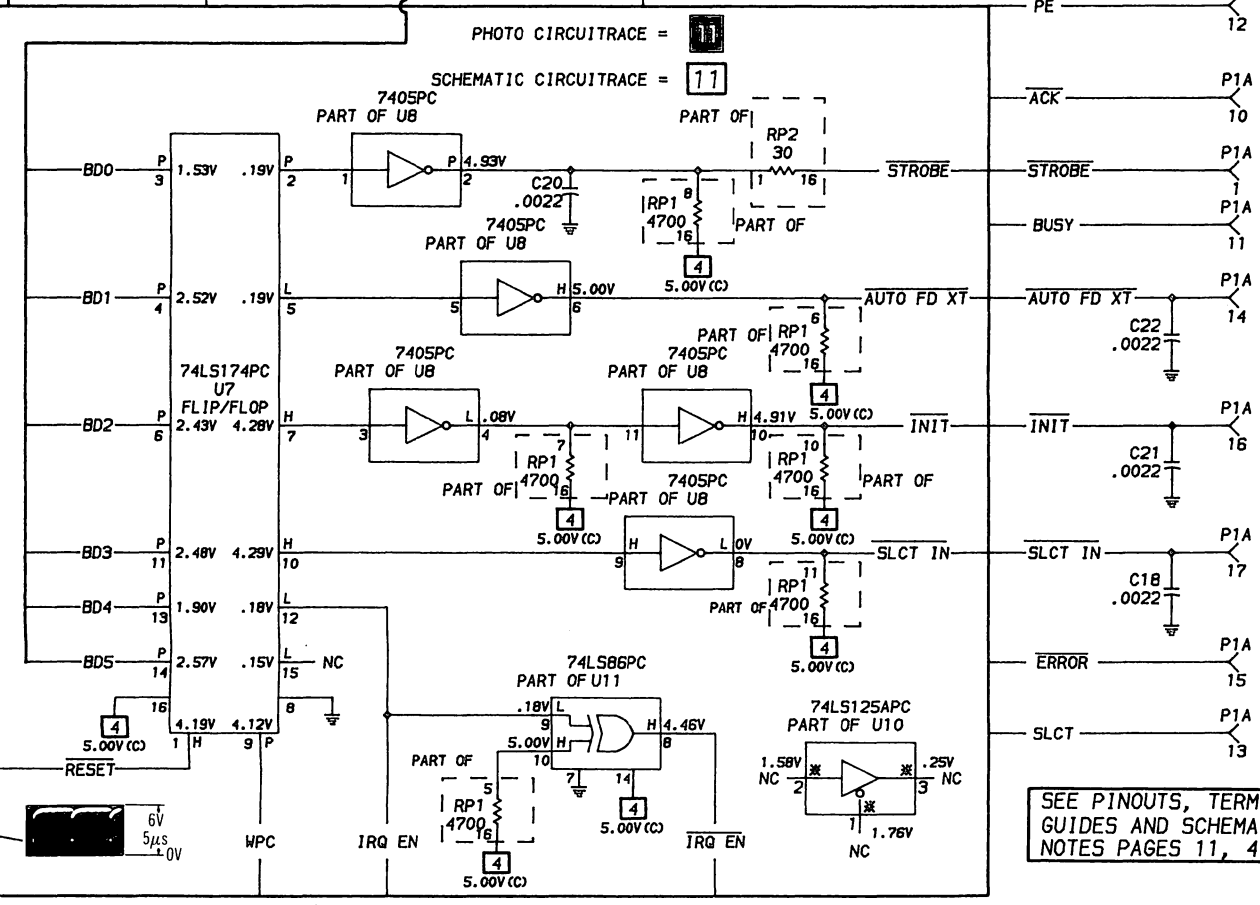 PE
12
PHOTO CIRCUITRACE = 11
SCHEMATIC CIRCUITRACE = 11
ACK
P1A
10
7405PC
PART OF U8
1
P 4.93V
2
C20
.0022
PART OF
RP2
30
1 16
STROBE
STROBE
P1A
1
8
RP1
4700
16
PART OF
4
5.00V(C)
BUSY
P1A
11
BD0
P
3
1.53V .19V
P
2
7405PC
PART OF U8
5
H 5.00V
6
BD1
P
4
2.52V .19V
L
5
AUTO FD XT
AUTO FD XT
P1A
14
C22
.0022
6
PART OF RP1
4700
16
4
5.00V(C)
74LS174PC
U7
FLIP/FLOP
7405PC
PART OF U8
3
L .08V
4
7405PC
PART OF U8
11
H 4.91V
10
BD2
P
6
2.43V 4.28V
H
7
INIT
INIT
P1A
16
C21
.0022
7
RP1
4700
PART OF 16
4
5.00V(C)
10
RP1
4700
16
PART OF
4
5.00V(C)
7405PC
PART OF U8
9
H
L 0V
8
BD3
P
11
2.48V 4.29V
H
10
SLCT IN
SLCT IN
P1A
17
C18
.0022
11
RP1
PART OF 4700
16
4
5.00V(C)
BD4
P
13
1.90V .18V
L
12
BD5
P
14
2.57V .15V
L
15
NC
ERROR
P1A
15
16
4
5.00V(C)
8
4.19V 4.12V
1 H
9 P
RESET
74LS86PC
PART OF U11
.18V L
9
5.00V H
10
H 4.46V
8
7
14
4
5.00V(C)
PART OF
5
RP1
4700
16
4
5.00V(C)
74LS125APC
PART OF U10
1.58V
NC
2
※
※
.25V
3
NC
※
1
1.76V
NC
SLCT
P1A
13
6V
5μs
0V
WPC
IRQ EN
IRQ EN
SEE PINOUTS, TERM
GUIDES AND SCHEMA
NOTES PAGES 11, 4